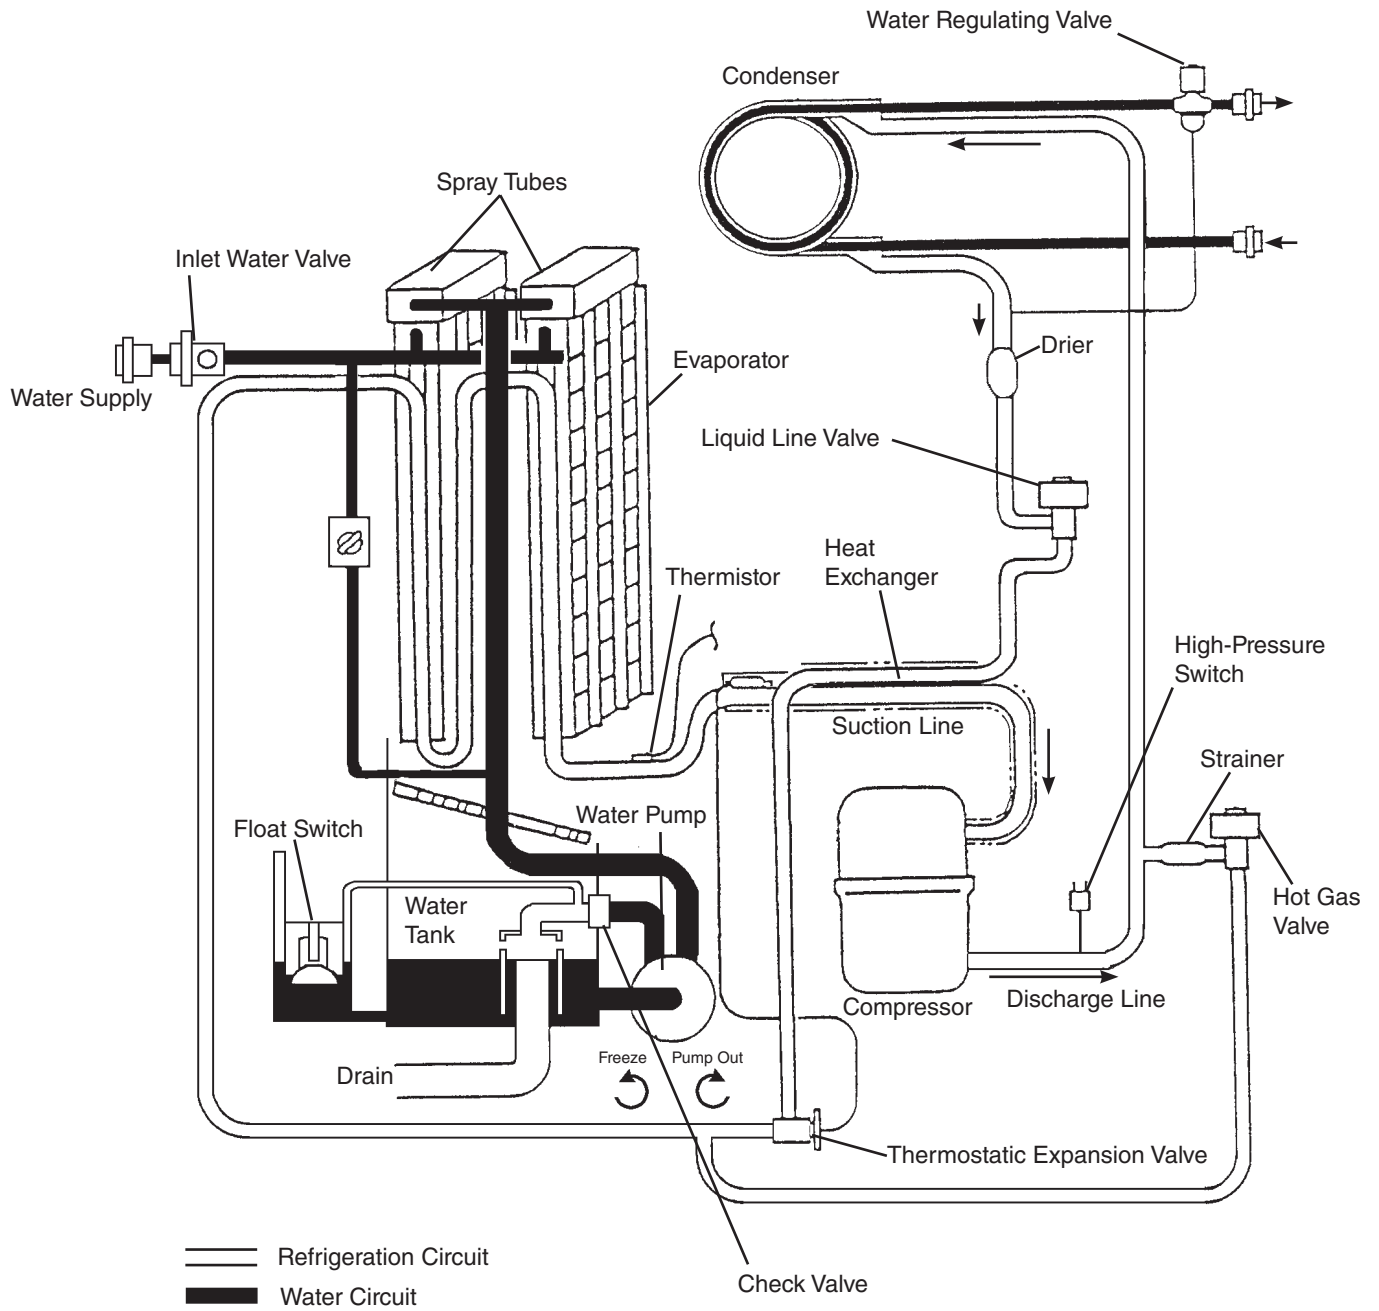 Water Regulating Valve
Condenser
Spray Tubes
Inlet Water Valve
Drier
Evaporator
Water Supply
Liquid Line Valve
Heat
Exchanger
Thermistor
High-Pressure
Switch
Suction Line
Strainer
Water Pump
Float Switch
Hot Gas
Valve
Water
Tank
Compressor
Discharge Line
Freeze
Pump Out
Drain
Thermostatic Expansion Valve
Refrigeration Circuit
Check Valve
Water Circuit